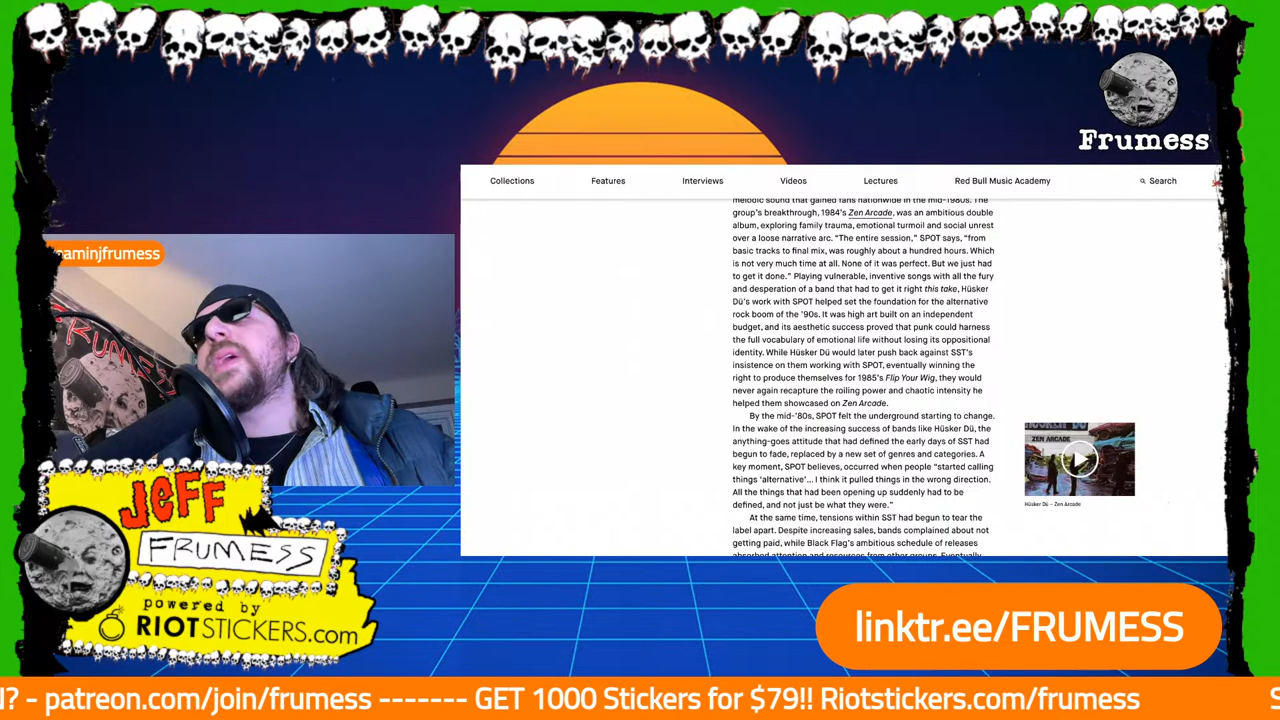 Frumess
Collections
Features
Interviews
Videos
Lectures
Red Bull Music Academy
Search
melodic sound that gained fans nationwide in the mid-1980s. The
group's breakthrough, 1984's Zen Arcade, was an ambitious double
album, exploring family trauma, emotional turmoil and social unrest
over a loose narrative arc. “The entire session,” SPOT says, “from
basic tracks to final mix, was roughly about a hundred hours. Which
is not very much time at all. None of it was perfect. But we just had
to get it done.” Playing vulnerable, inventive songs with all the fury
and desperation of a band that had to get it right this take, Hüsker
Dü's work with SPOT helped set the foundation for the alternative
rock boom of the '90s. It was high art built on an independent
budget, and its aesthetic success proved that punk could harness
the full vocabulary of emotional life without losing its oppositional
identity. While Hüsker Dü would later push back against SST's
insistence on them working with SPOT, eventually winning the
right to produce themselves for 1985's Flip Your Wig, they would
never again recapture the roiling power and chaotic intensity he
helped them showcased on Zen Arcade.
By the mid-'80s, SPOT felt the underground starting to change.
In the wake of the increasing success of bands like Hüsker Dü, the
anything-goes attitude that had defined the early days of SST had
begun to fade, replaced by a new set of genres and categories. A
key moment, SPOT believes, occurred when people “started calling
things 'alternative'... I think it pulled things in the wrong direction.
All the things that had been opening up suddenly had to be
defined, and not just be what they were.”
At the same time, tensions within SST had begun to tear the
label apart. Despite increasing sales, bands complained about not
getting paid, while Black Flag's ambitious schedule of releases
absorbed attention and resources from other groups. Eventually,
HÜSKER DÜ
ZEN ARCADE
Hüsker Dü – Zen Arcade
aminjfrumess
FRUMESS
JEFF
FRUMESS
powered by
RIOTSTICKERS.com
linktr.ee/FRUMESS
N? - patreon.com/join/frumess ------- GET 1000 Stickers for $79!! Riotstickers.com/frumess
S